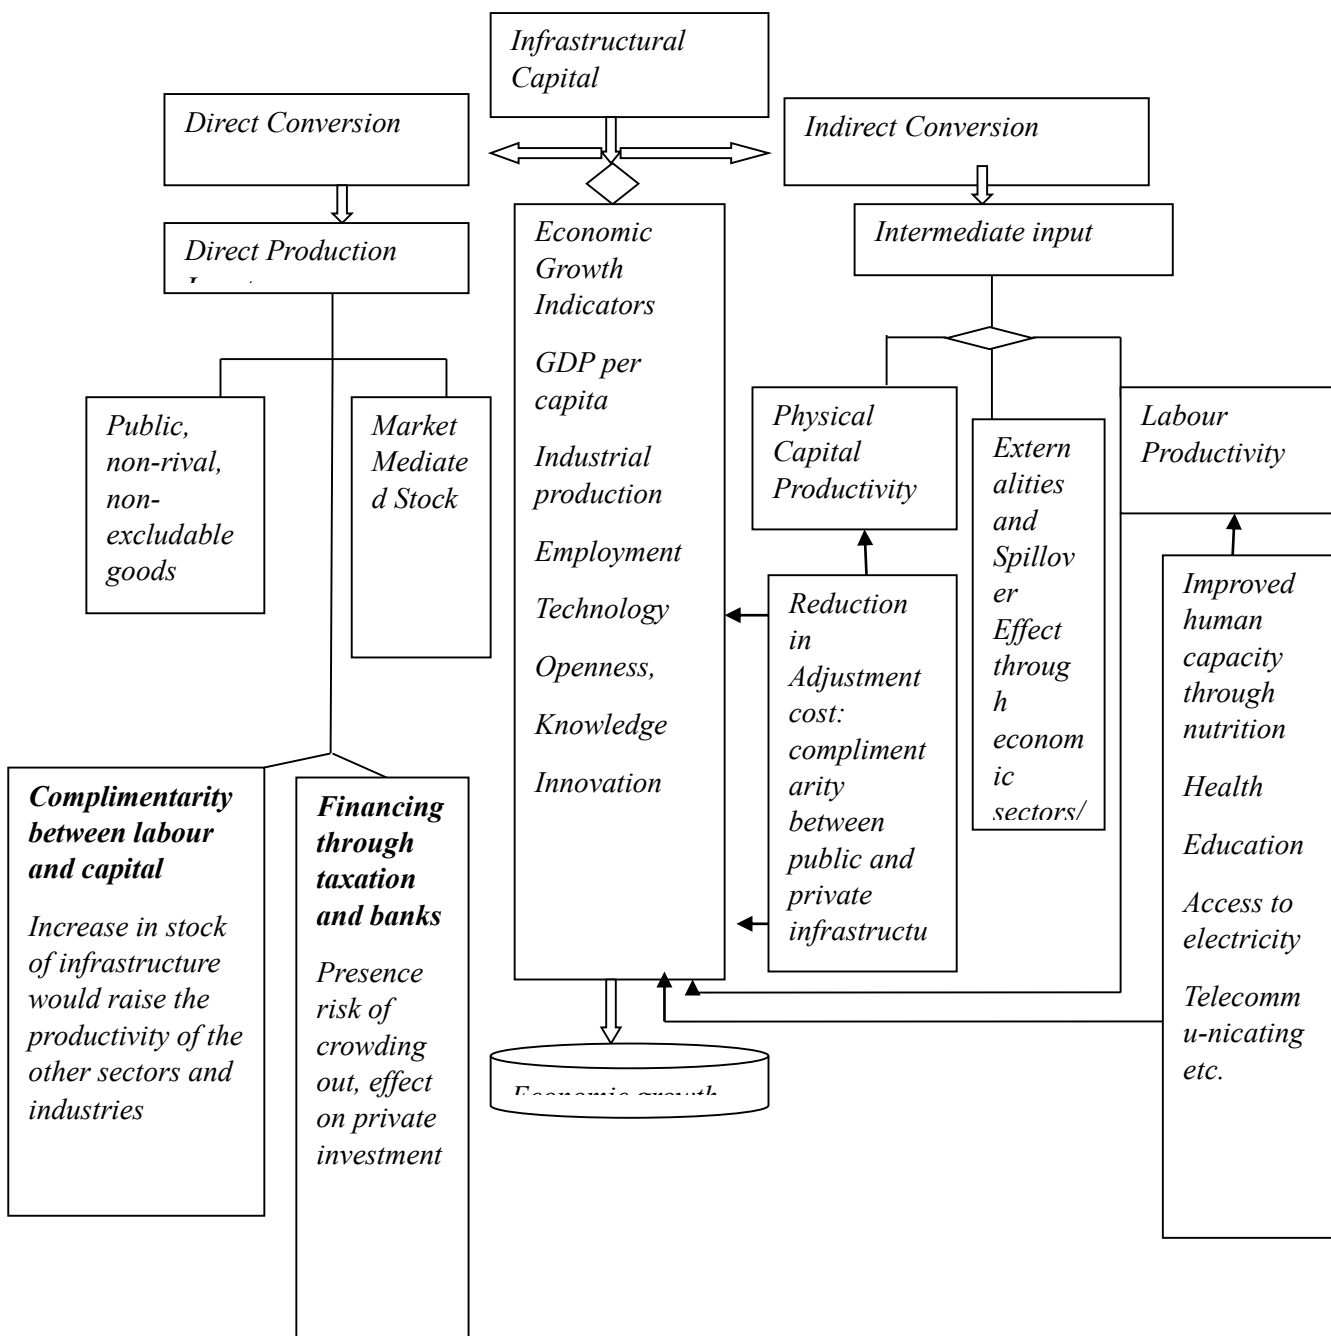 Infrastructural
Capital
Direct Conversion
Indirect Conversion
Direct Production
Intermediate input
Economic
Growth
Indicators
GDP per
capita
Industrial
production
Employment
Technology
Openness,
Knowledge
Innovation
Public,
non-rival,
non-
excludable
goods
Market
Mediate
d Stock
Physical
Capital
Productivity
Extern
alities
and
Spillov
er
Effect
throug
h
econom
ic
sectors/
Labour
Productivity
Reduction
in
Adjustment
cost:
compliment
arity
between
public and
private
infrastructu
Improved
human
capacity
through
nutrition
Health
Education
Access to
electricity
Telecomm
u-nicating
etc.
Complimentarity
between labour
and capital
Increase in stock
of infrastructure
would raise the
productivity of the
other sectors and
industries
Financing
through
taxation
and banks
Presence
risk of
crowding
out, effect
on private
investment
Economic growth